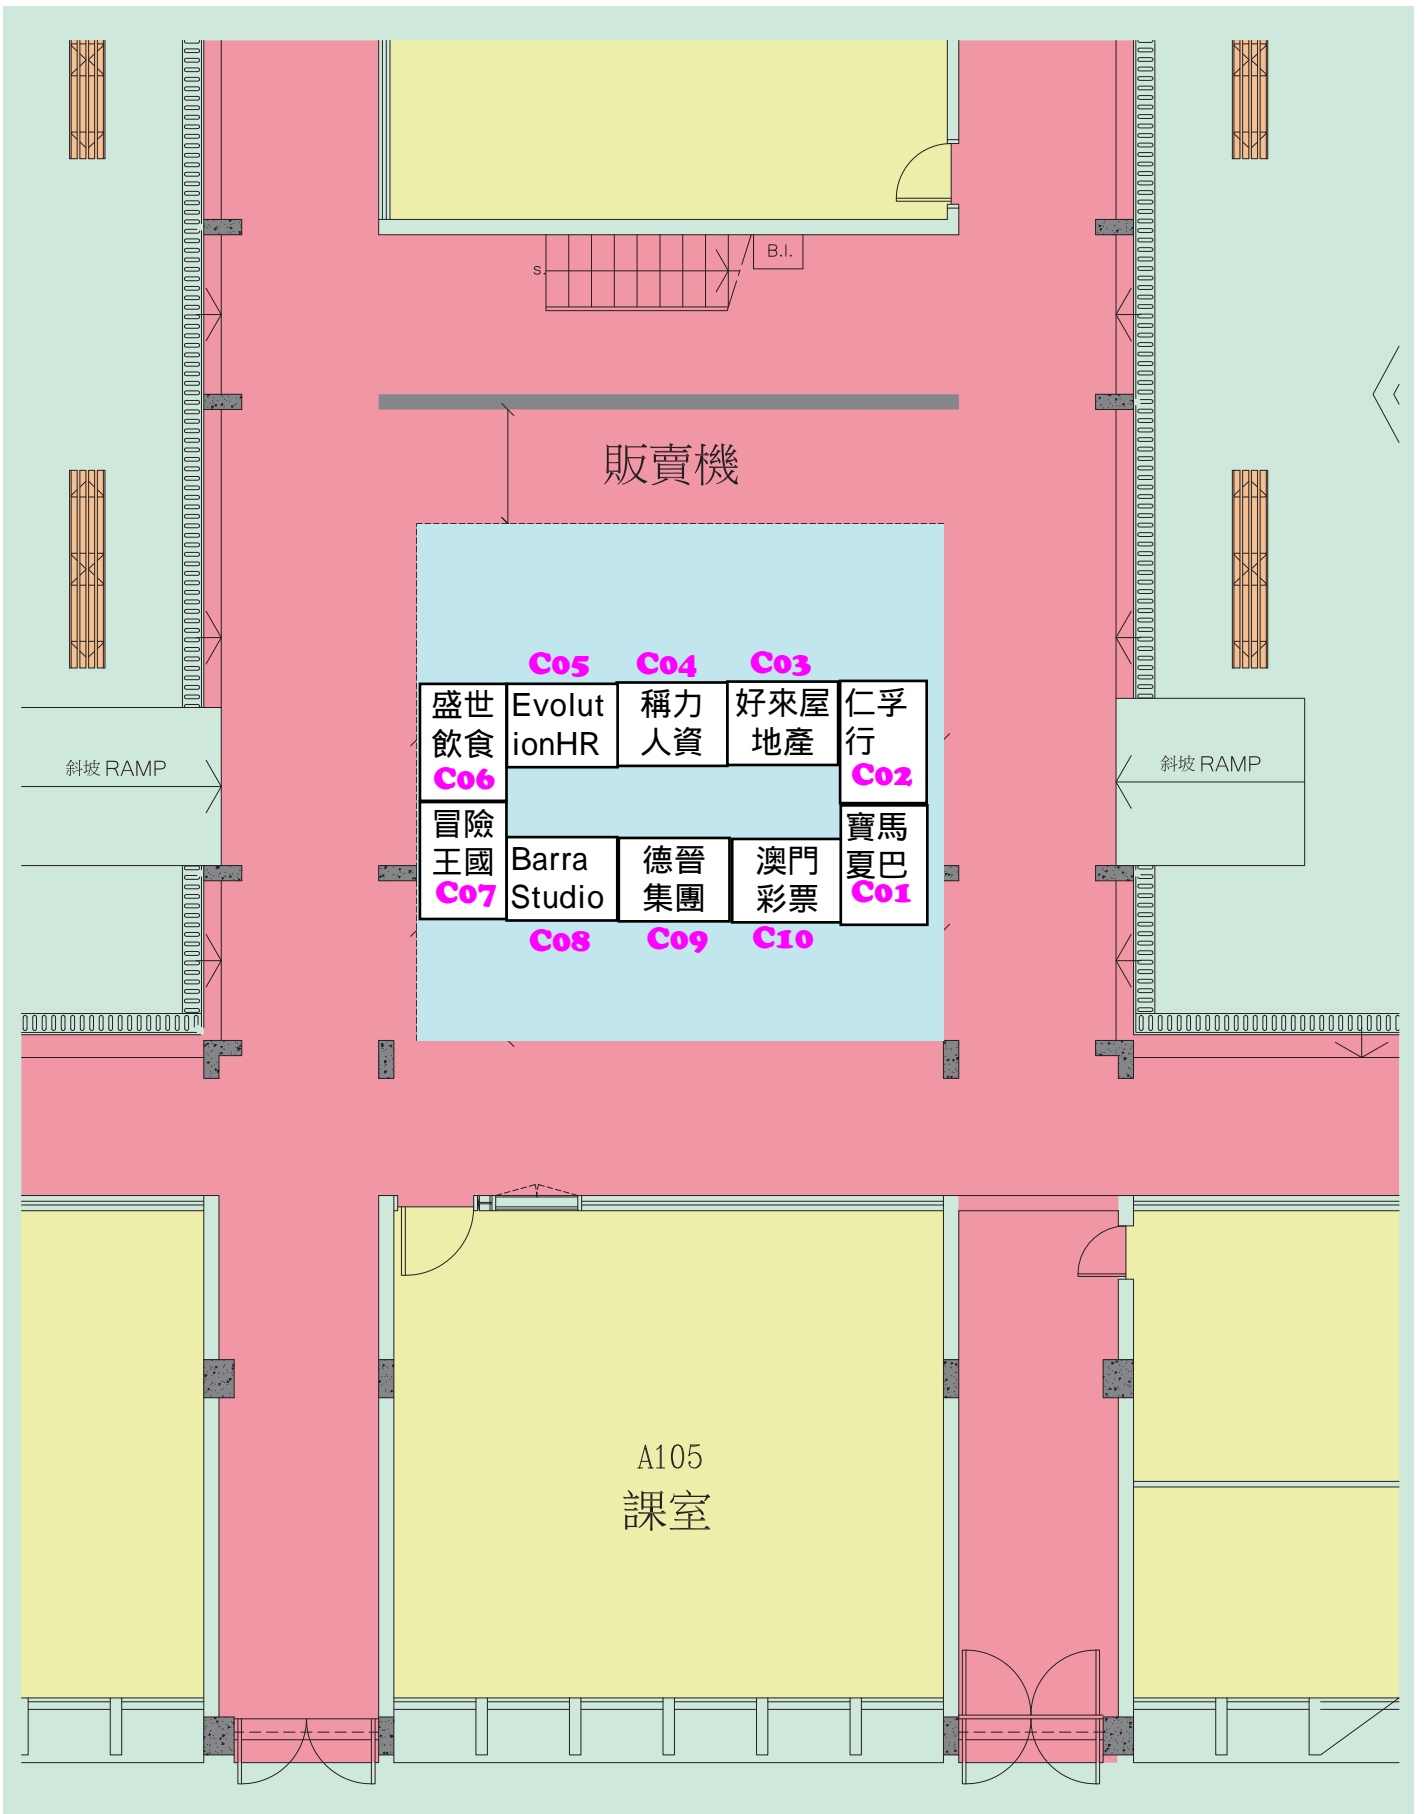 S.
B.I.
販賣機
C05
C04
C03
盛世
飲食
C06
Evolut
ionHR
稱力
人資
好來屋
地產
仁孚
行
C02
斜坡 RAMP
斜坡 RAMP
冒險
王國
C07
Barra
Studio
德晉
集團
澳門
彩票
寶馬
夏巴
C01
C08
C09
C10
A105
課室